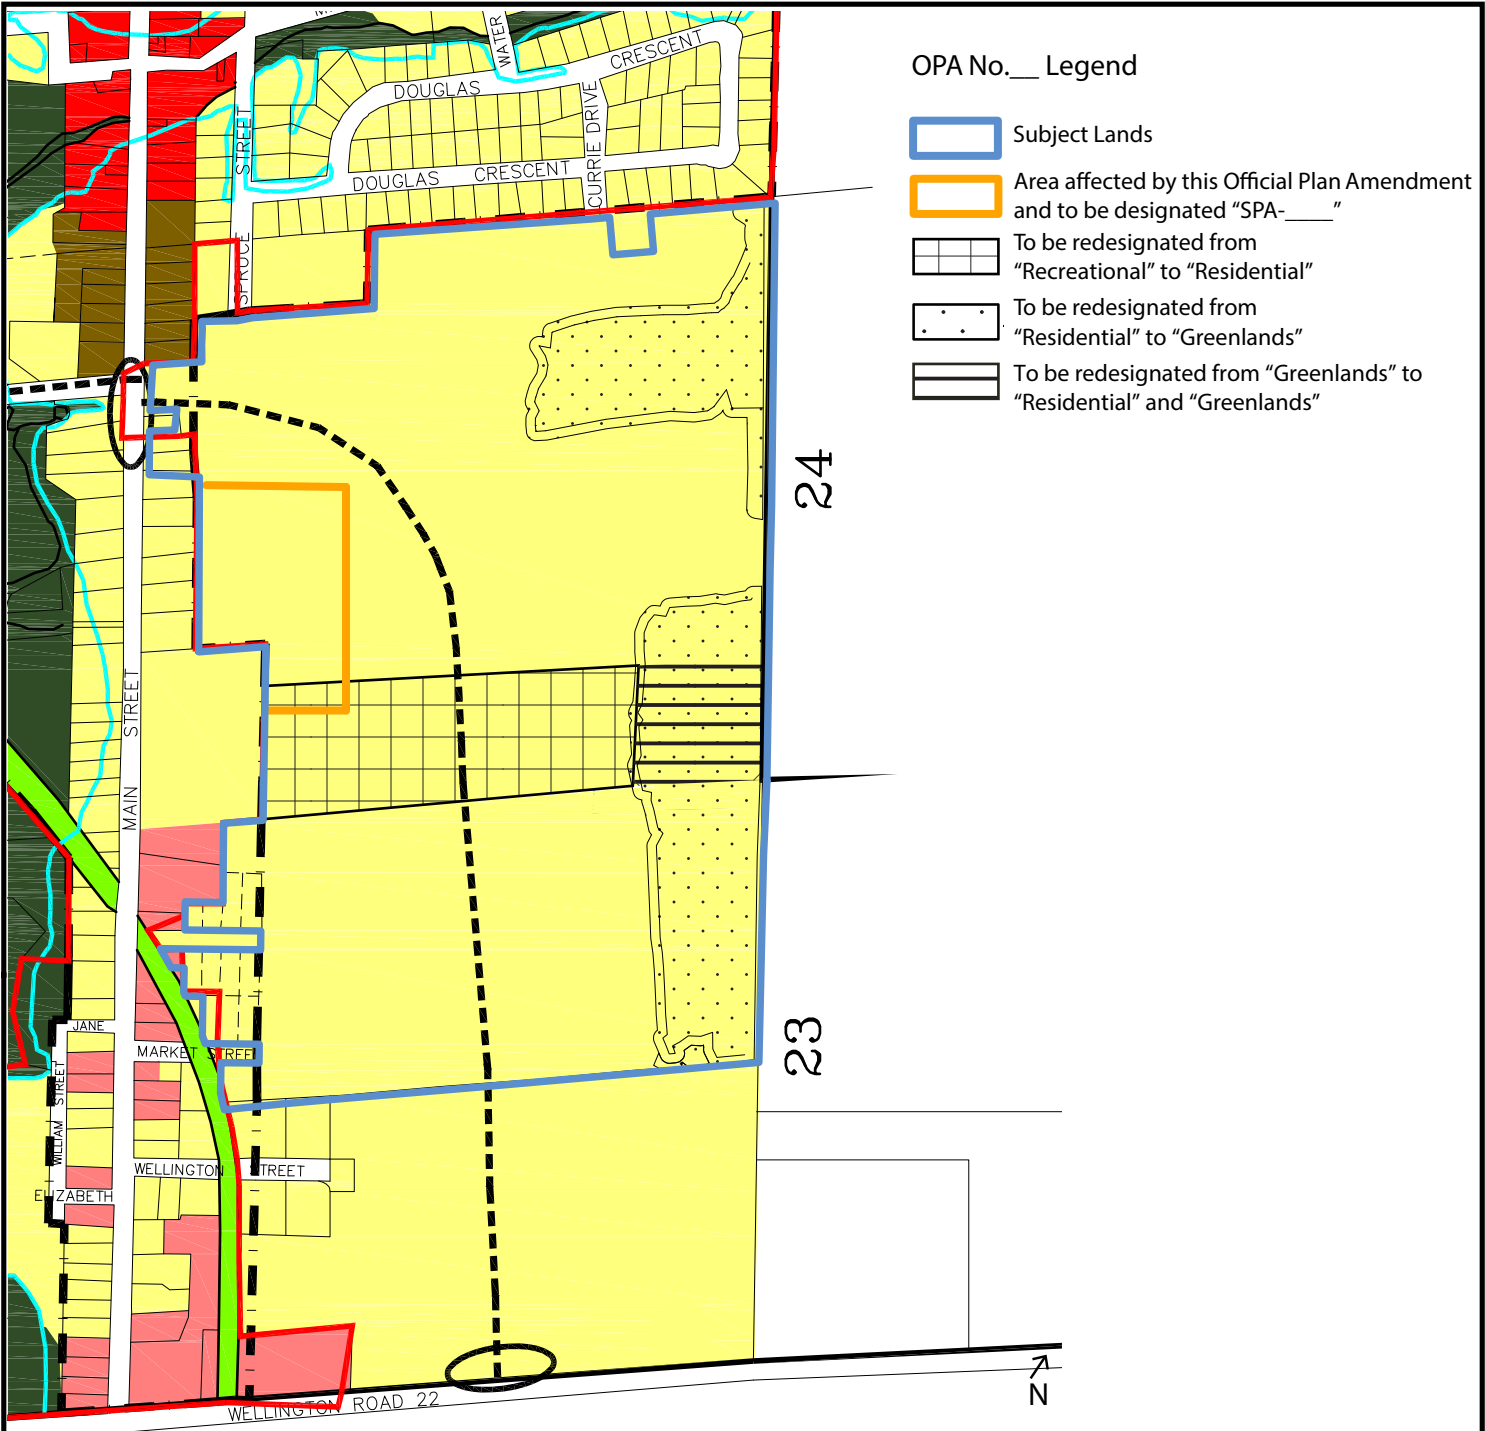 OPA No.__ Legend
Subject Lands
Area affected by this Official Plan Amendment
and to be designated “SPA-____”
To be redesignated from
“Recreational” to “Residential”
To be redesignated from
“Residential” to “Greenlands”
To be redesignated from “Greenlands” to
“Residential” and “Greenlands”
WATER
DOUGLAS CRESCENT
CURRIE DRIVE
DOUGLAS CRESCENT
SPRUCE STREET
24
MAIN STREET
23
JANE
MARKET STREET
WILLIAM STREET
WELLINGTON STREET
ELIZABETH
WELLINGTON ROAD 22
N